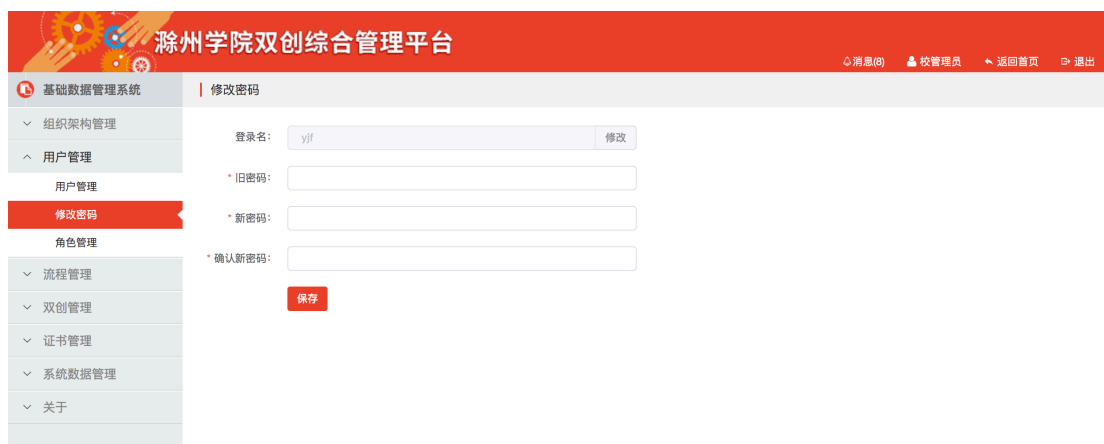 滁州学院双创综合管理平台
消息(8) 校管理员 返回首页 退出
基础数据管理系统
修改密码
组织架构管理
用户管理
用户管理
修改密码
角色管理
流程管理
双创管理
证书管理
系统数据管理
关于
登录名: yjf 修改
* 旧密码:
* 新密码:
* 确认新密码:
保存